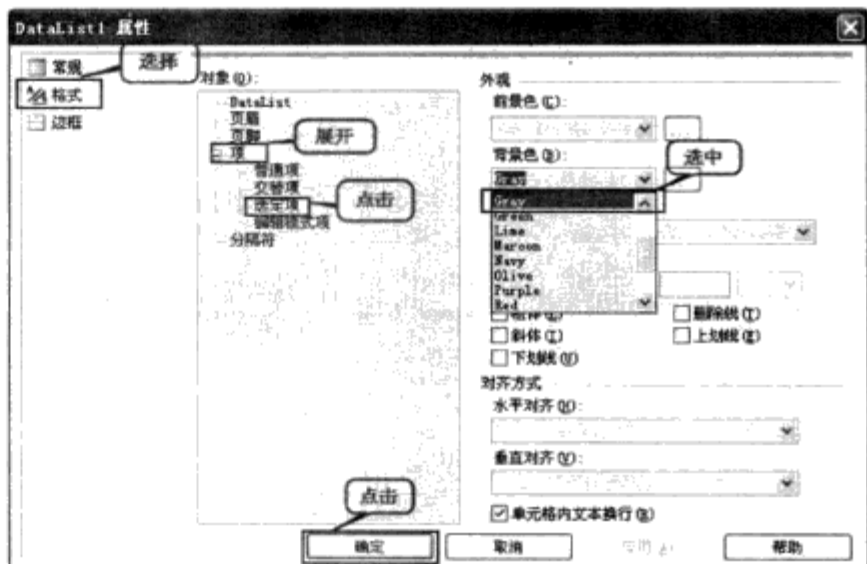 DataList1 属性
常规
选择
格式
边框
对象(O):
DataList
页眉
页脚
展开
项
普通项
交替项
选定项
点击
编辑模式项
分隔符
外观
前景色(C):
背景色(B):
选中
Gray
Gray
Green
Lime
Maroon
Navy
Olive
Purple
Red
删除线(T)
斜体(I)
上划线(E)
下划线(U)
对齐方式
水平对齐(H):
垂直对齐(V):
单元格内文本换行(R)
点击
确定
取消
帮助